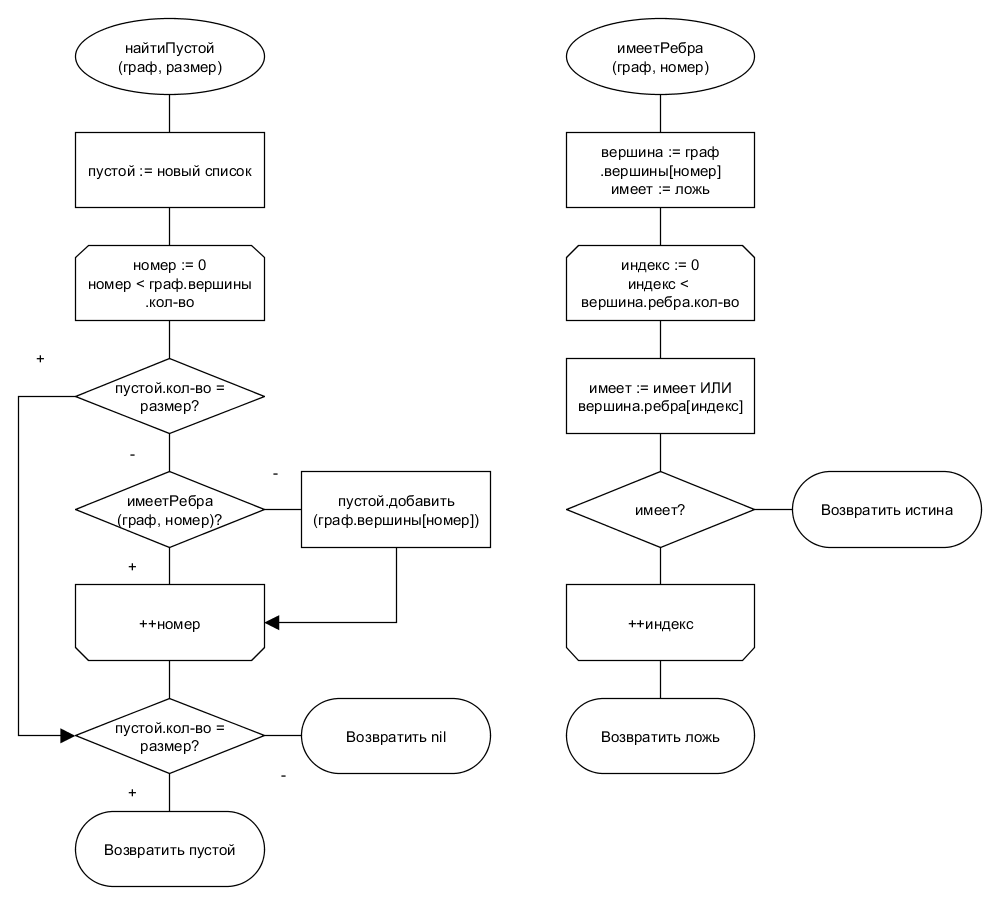 найтиПустой
(граф, размер)
пустой := новый список
номер := 0
номер < граф.вершины
.кол-во
+
пустой.кол-во =
размер?
-
имеетРебра
(граф, номер)?
-
пустой.добавить
(граф.вершины[номер])
+
++номер
пустой.кол-во =
размер?
Возвратить nil
-
+
Возвратить пустой
имеетРебра
(граф, номер)
вершина := граф
.вершины[номер]
имеет := ложь
индекс := 0
индекс <
вершина.ребра.кол-во
имеет := имеет ИЛИ
вершина.ребра[индекс]
имеет?
Возвратить истина
++индекс
Возвратить ложь